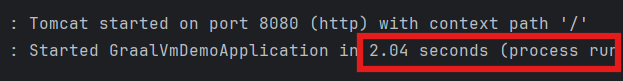 : Tomcat started on port 8080 (http) with context path '/'
: Started GraalVmDemoApplication in 2.04 seconds (process run